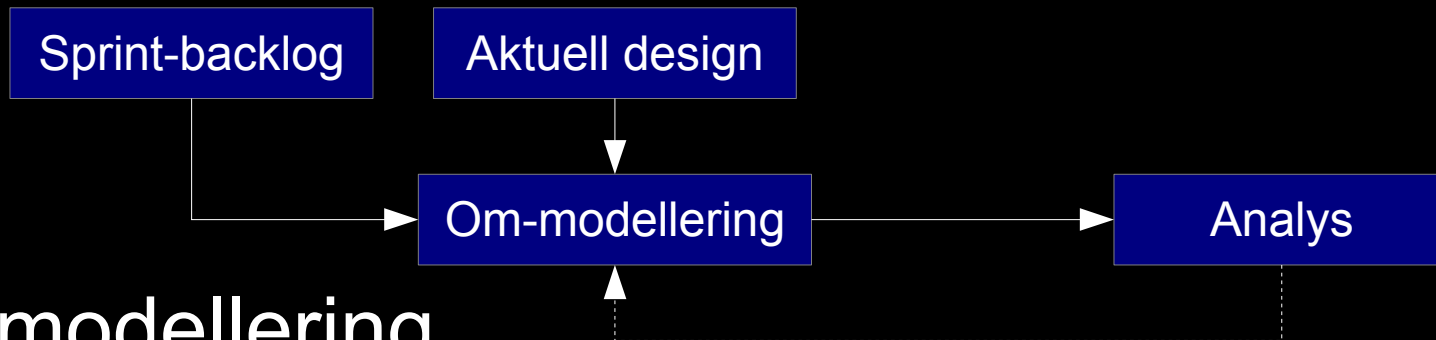 Sprint-backlog
Aktuell design
Om-modellering
Analys
modellering